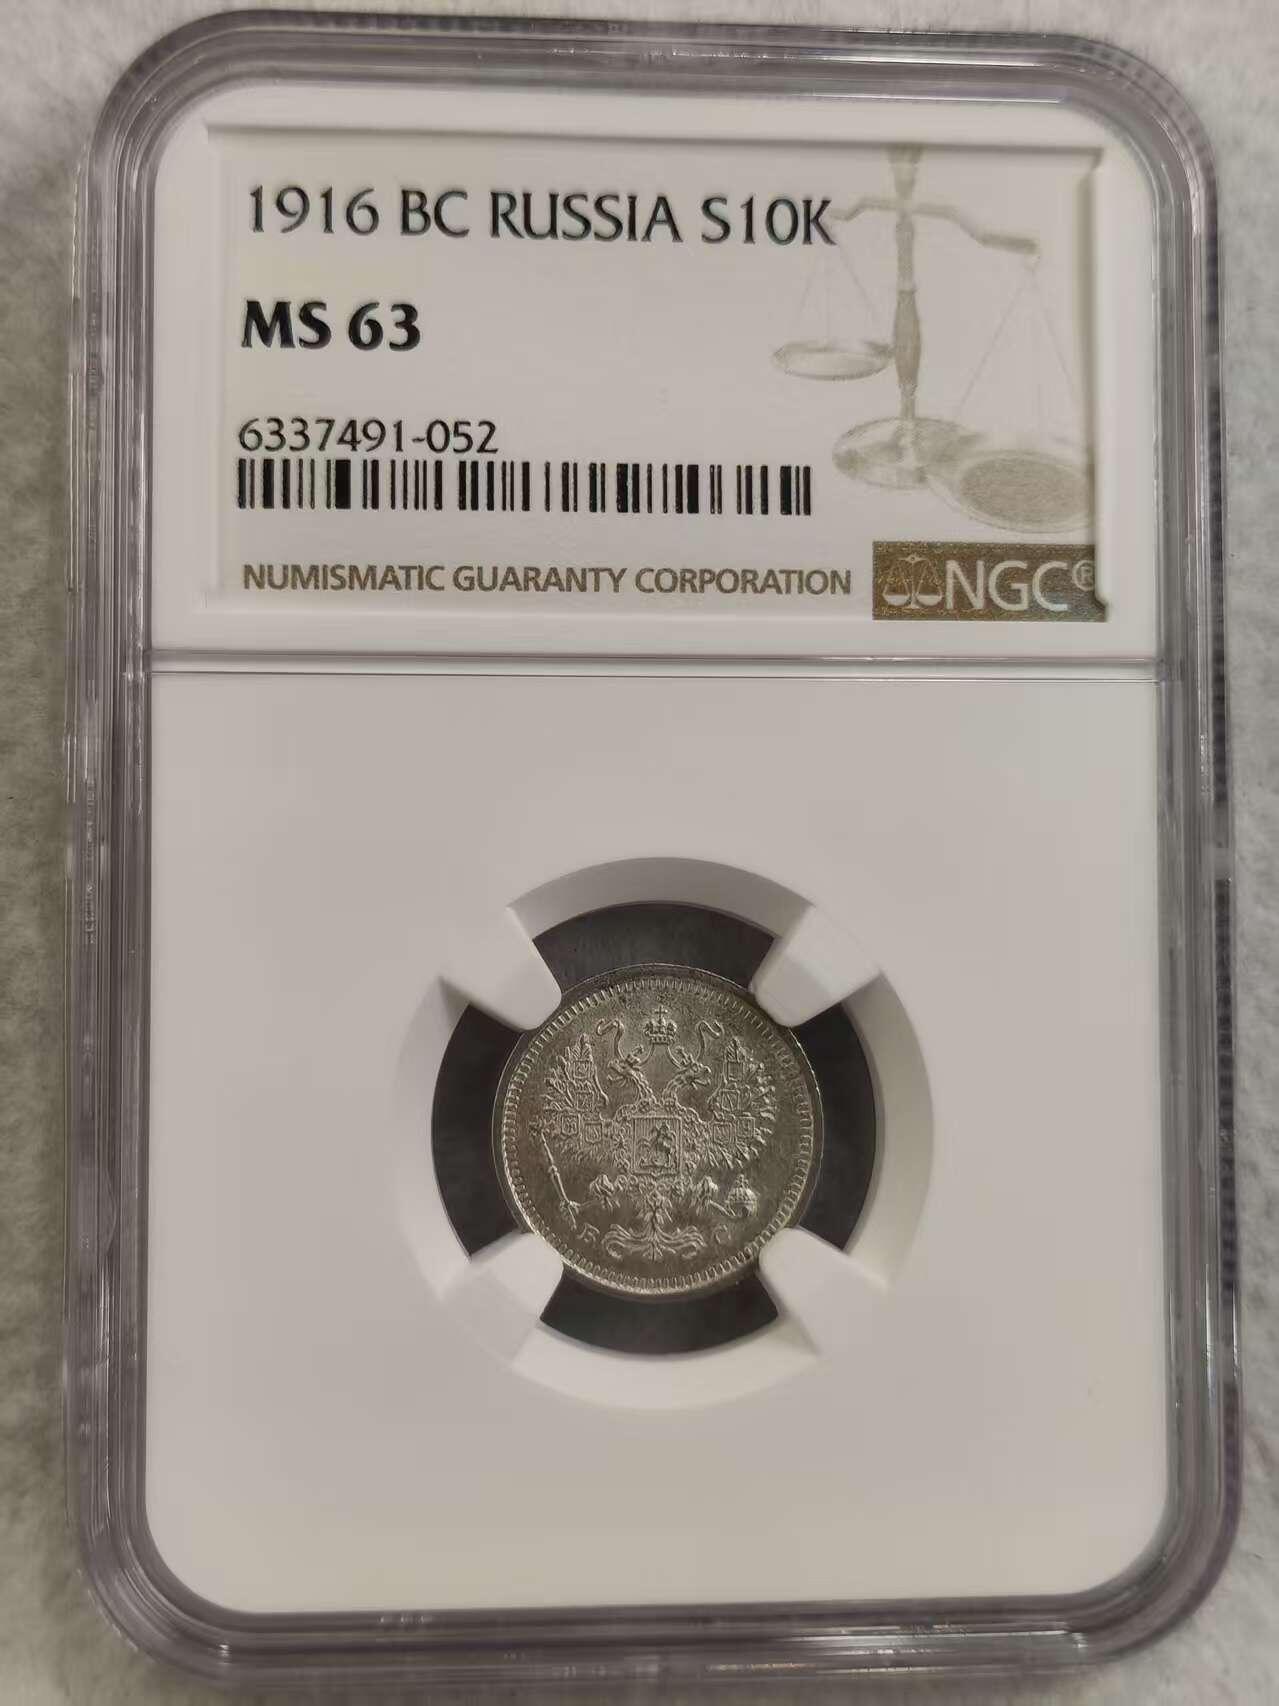 1916 BC RUSSIA S10K
MS 63
6337491-052
NUMISMATIC GUARANTY CORPORATION
NGC®
В С